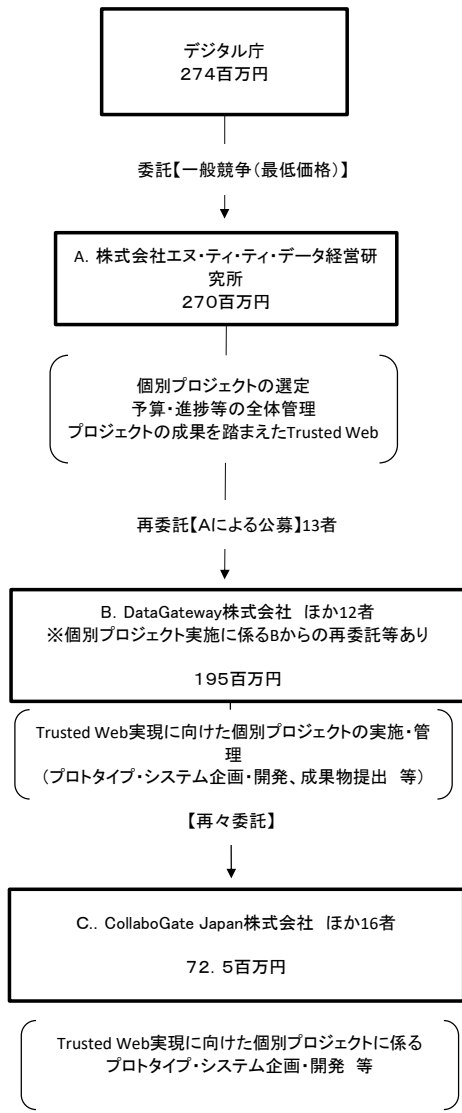 デジタル庁
274百万円
委託【一般競争（最低価格）】
A. 株式会社エヌ・ティ・ティ・データ経営研
究所
270百万円
個別プロジェクトの選定
予算・進捗等の全体管理
プロジェクトの成果を踏まえたTrusted Web
再委託【Aによる公募】13者
B. DataGateway株式会社　ほか12者
※個別プロジェクト実施に係るBからの再委託等あり
195百万円
Trusted Web実現に向けた個別プロジェクトの実施・管
理
（プロトタイプ・システム企画・開発、成果物提出　等）
【再々委託】
C.. CollaboGate Japan株式会社　ほか16者
72．5百万円
Trusted Web実現に向けた個別プロジェクトに係る
プロトタイプ・システム企画・開発　等